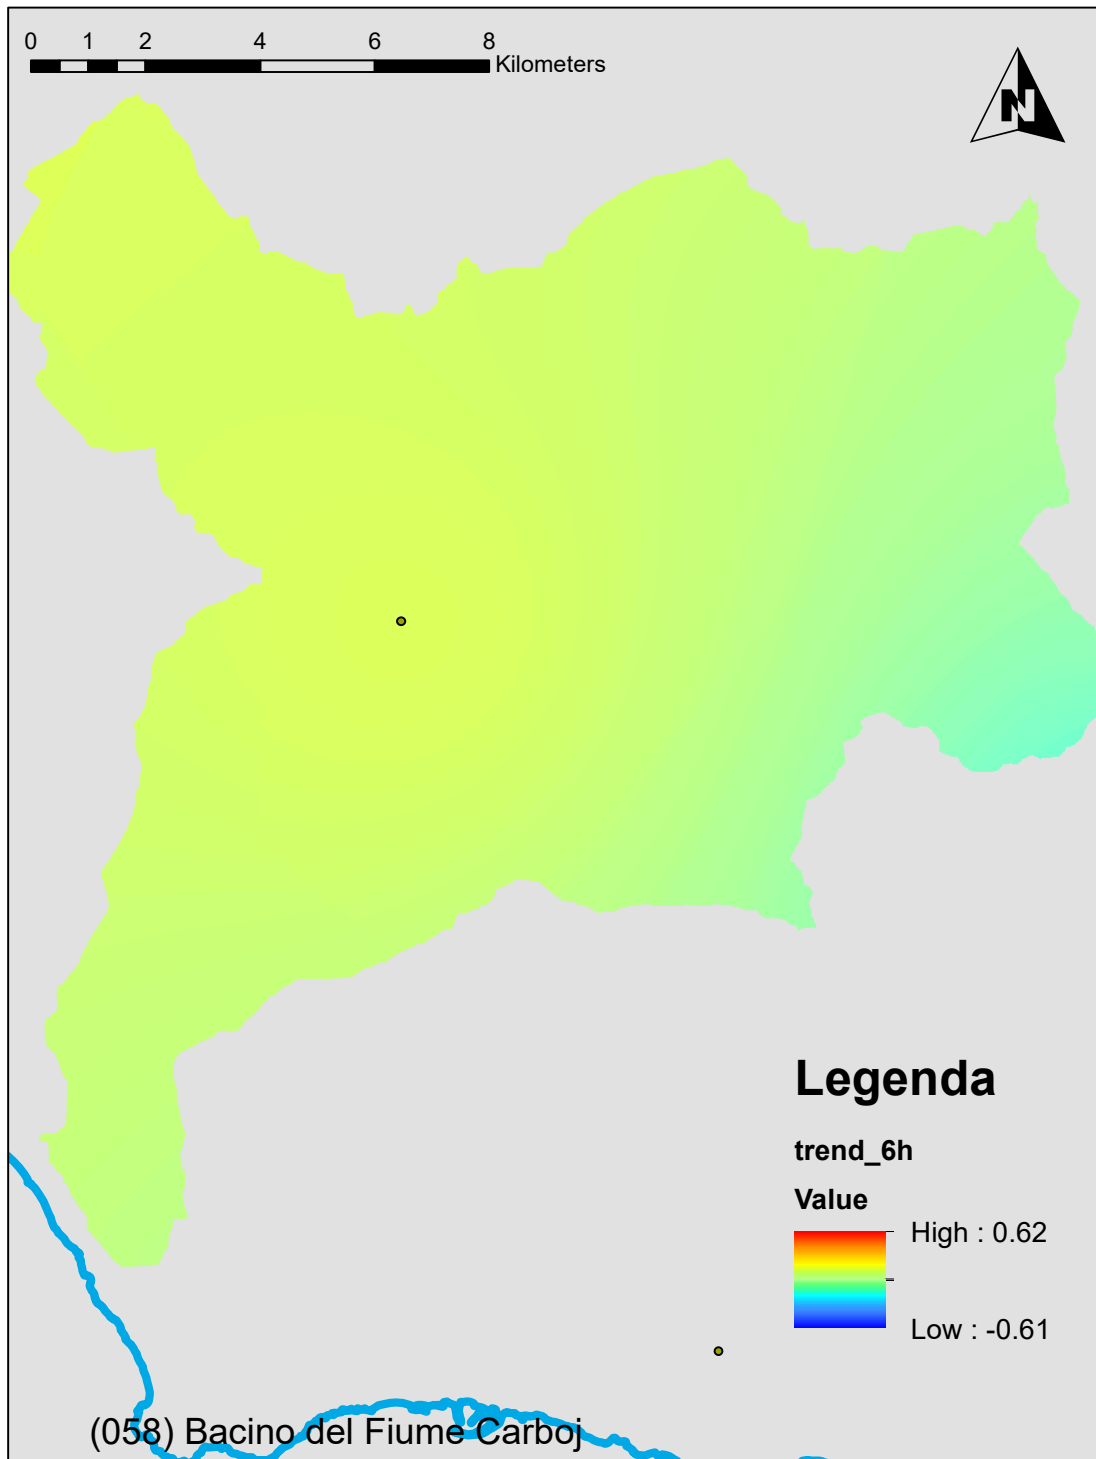 0 1 2 4 6 8
Kilometers
N
Legenda
trend_6h
Value
High : 0.62
Low : -0.61
(058) Bacino del Fiume Carboj